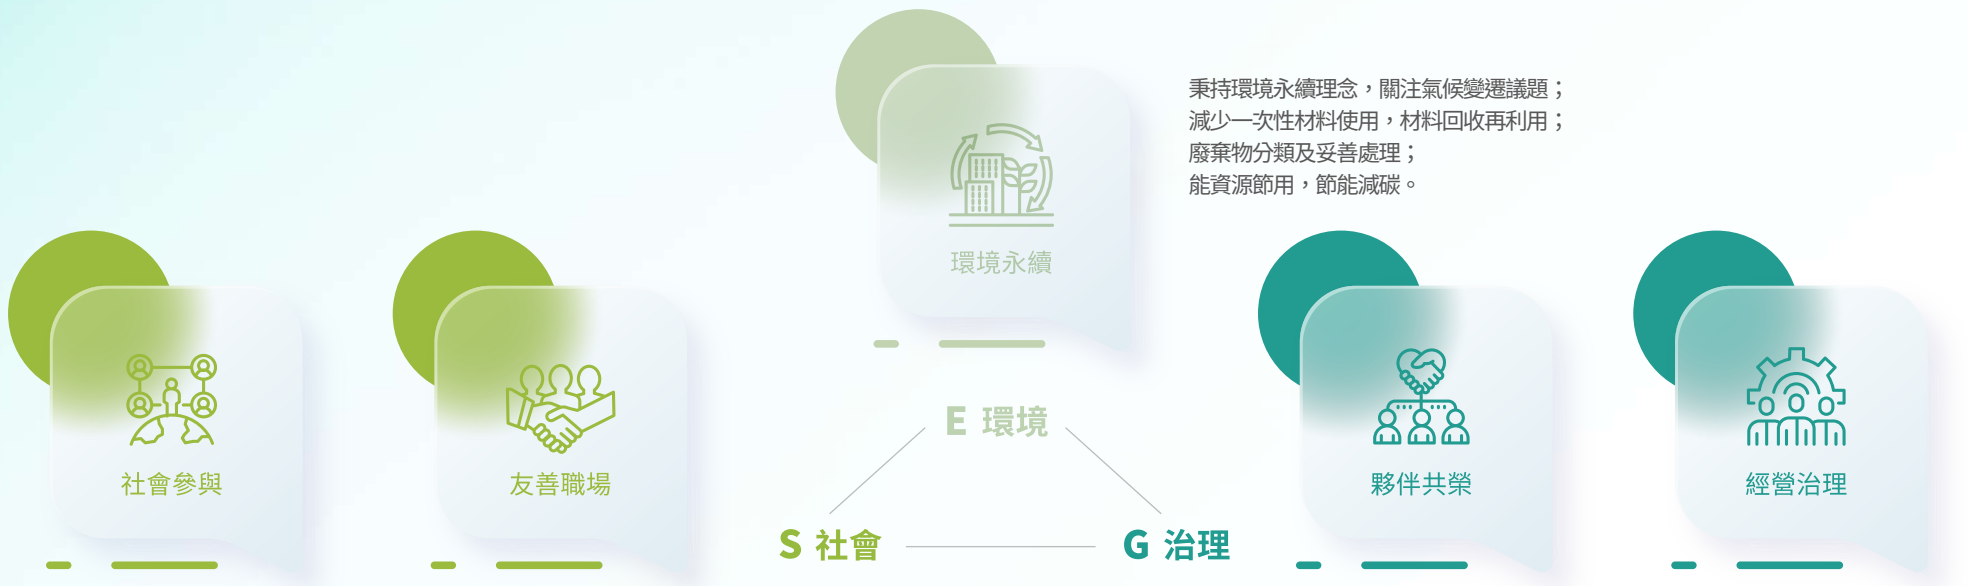 秉持環境永續理念，關注氣候變遷議題；
減少一次性材料使用，材料回收再利用；
廢棄物分類及妥善處理；
能資源節用，節能減碳。
環境永續
E 環境
社會參與
友善職場
夥伴共榮
經營治理
S 社會
G 治理